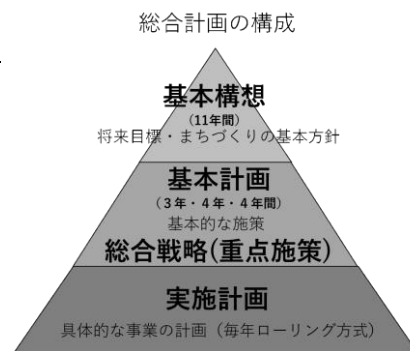 総合計画の構成
基本構想
（11年間）
将来目標・まちづくりの基本方針
基本計画
（３年・４年・４年間）
基本的な施策
総合戦略(重点施策)
実施計画
具体的な事業の計画（毎年ローリング方式）